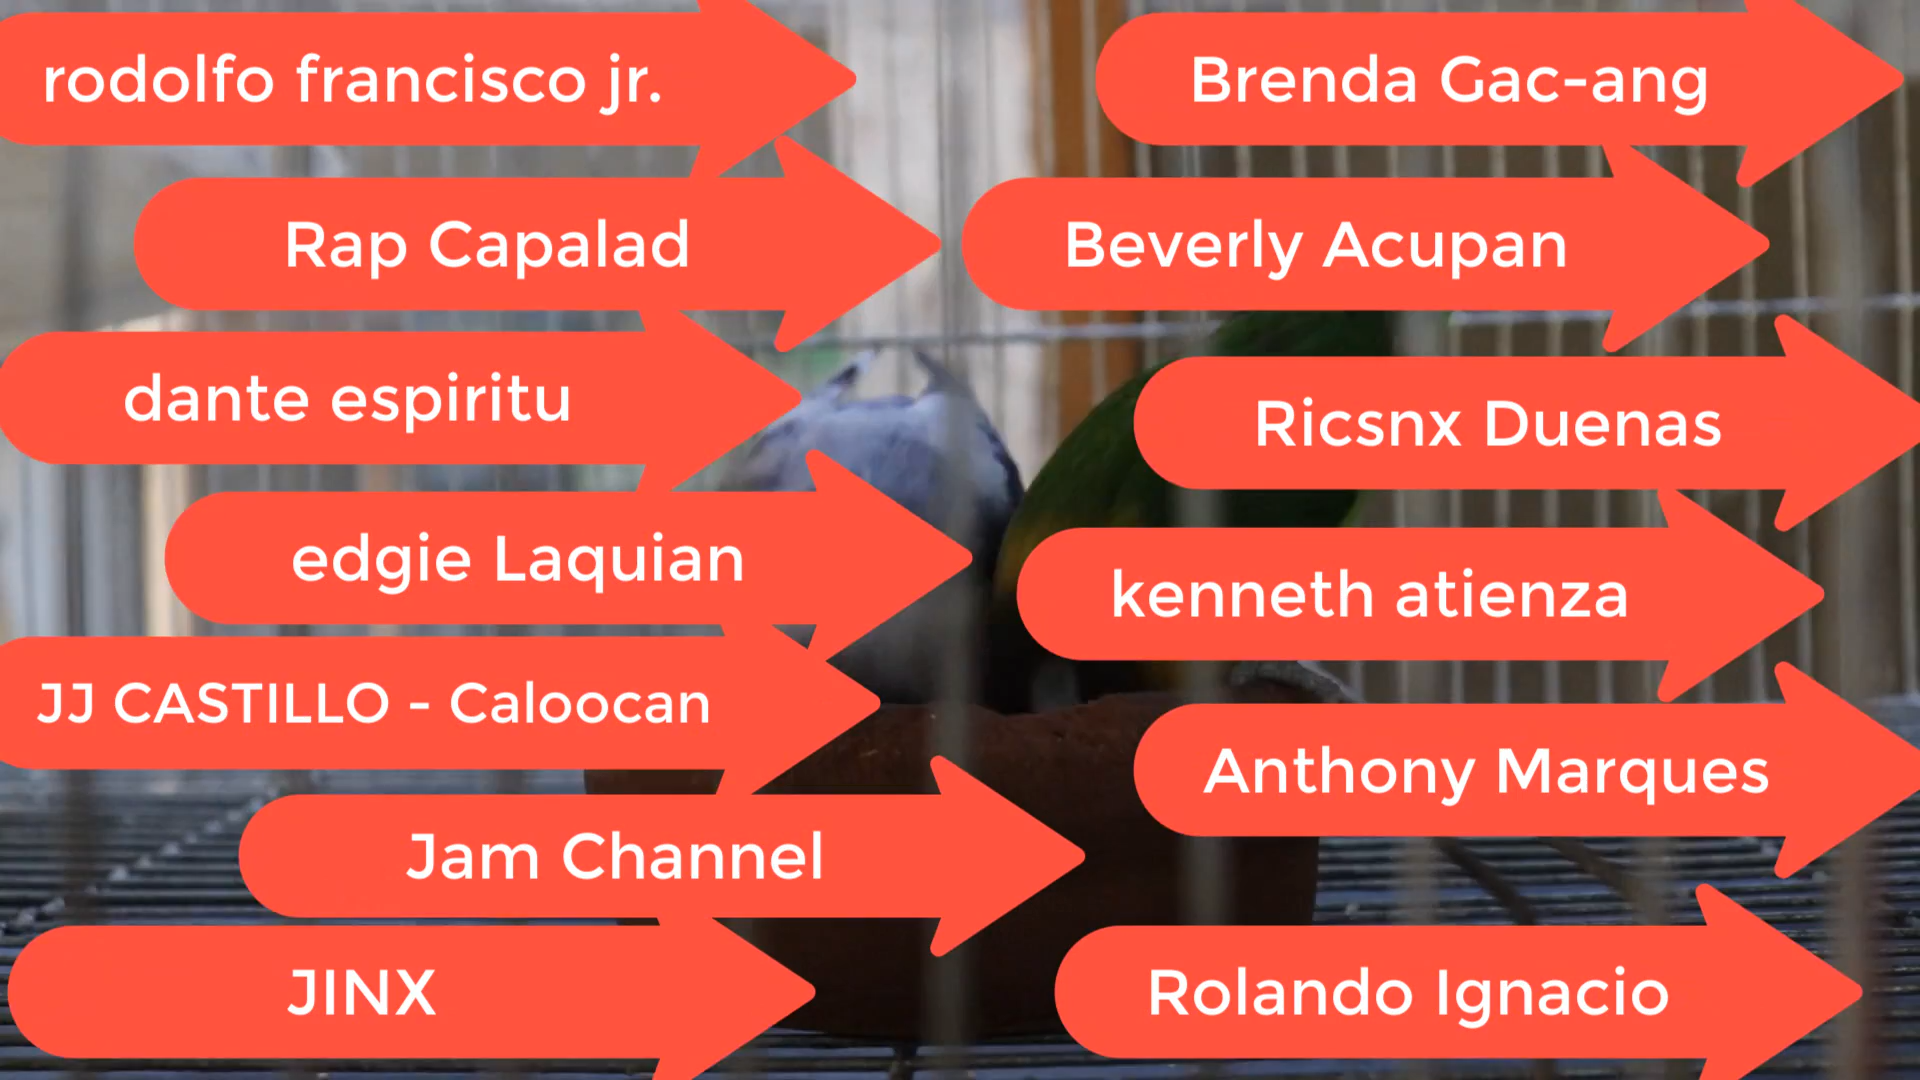 rodolfo francisco jr.
Rap Capalad
dante espiritu
edgie Laquian
JJ CASTILLO - Caloocan
Jam Channel
JINX
Brenda Gac-ang
Beverly Acupan
Ricsnx Duenas
kenneth atienza
Anthony Marques
Rolando Ignacio